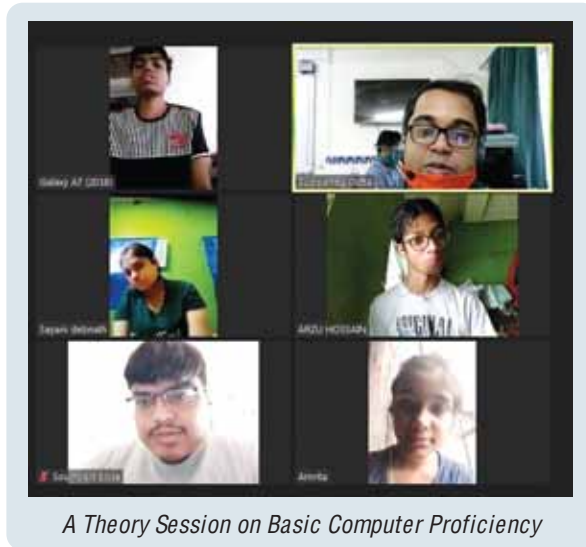 Galaxy A7 (2018)
Sayani debnath
ARZU HOSSAIN
Amrita
A Theory Session on Basic Computer Proficiency